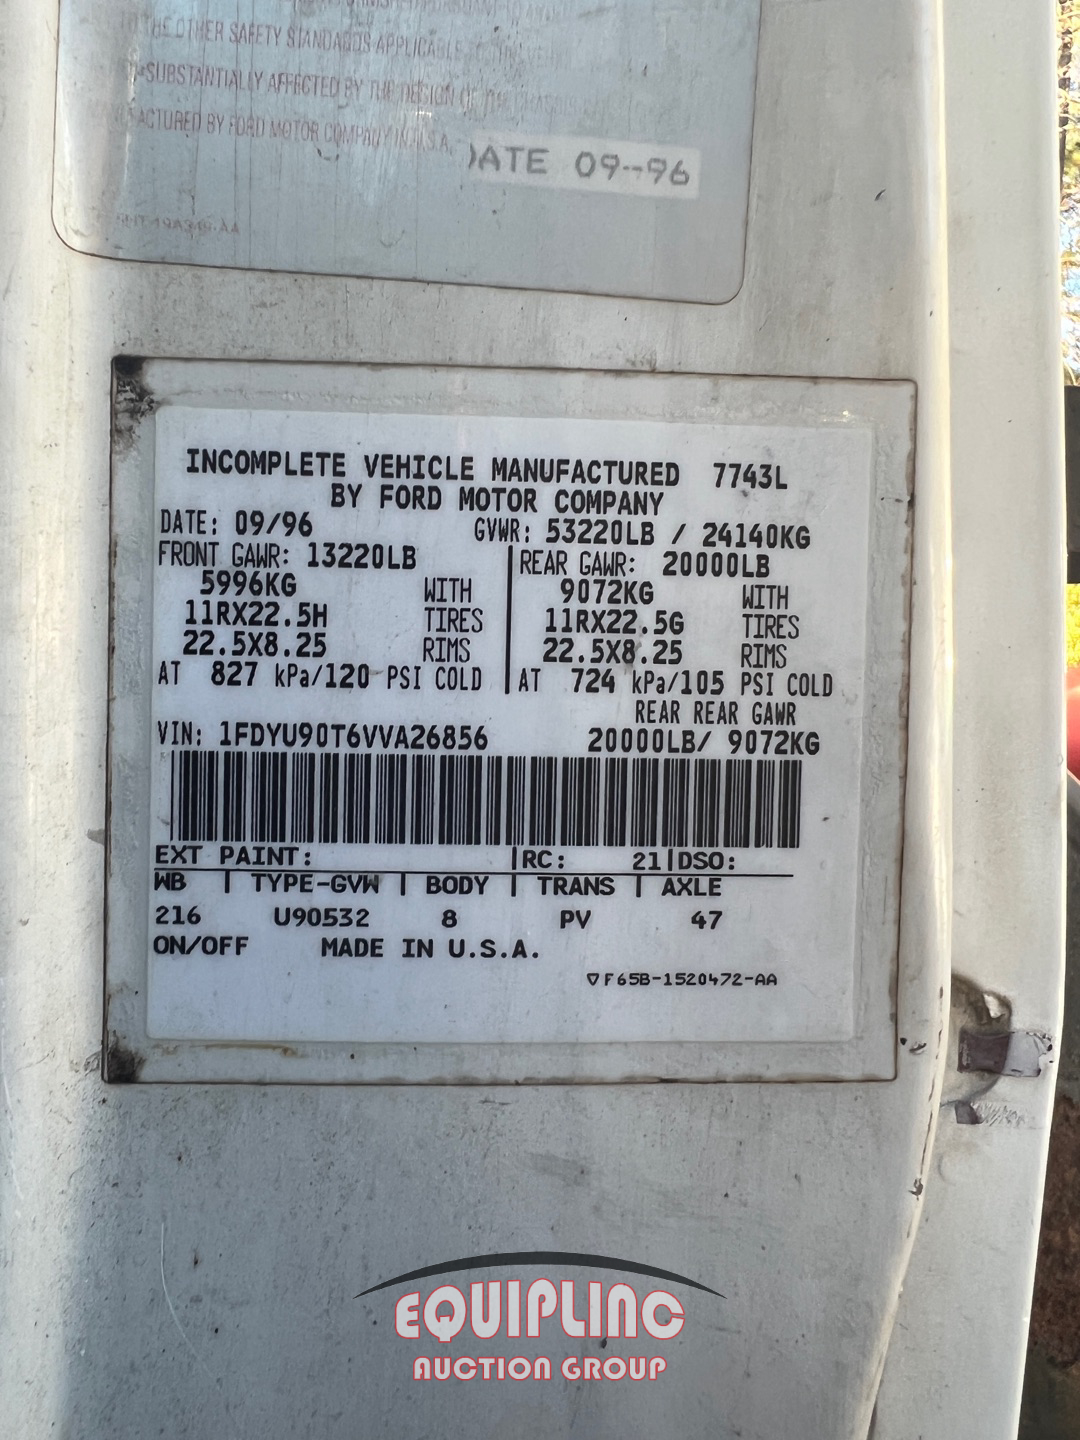 THE OTHER SAFETY STANDARDS APPLICABLE
SUBSTANTIALLY AFFECTED BY THE DESIGN OF THE CHASSIS
BY FORD MOTOR COMPANY IN U.S.A.
DATE 09--96
INCOMPLETE VEHICLE MANUFACTURED 7743L
BY FORD MOTOR COMPANY
DATE: 09/96 GVWR: 53220LB / 24140KG
FRONT GAWR: 13220LB REAR GAWR: 20000LB
5996KG WITH 9072KG WITH
11RX22.5H TIRES 11RX22.5G TIRES
22.5X8.25 RIMS 22.5X8.25 RIMS
AT 827 kPa/120 PSI COLD AT 724 kPa/105 PSI COLD
REAR REAR GAWR
VIN: 1FDYU90T6VVA26856 20000LB/ 9072KG
EXT PAINT: |RC: 21|DSO:
WB | TYPE-GVW | BODY | TRANS | AXLE
216 U90532 8 PV 47
ON/OFF MADE IN U.S.A.
▽F65B-1520472-AA
EQUIPLINC
AUCTION GROUP